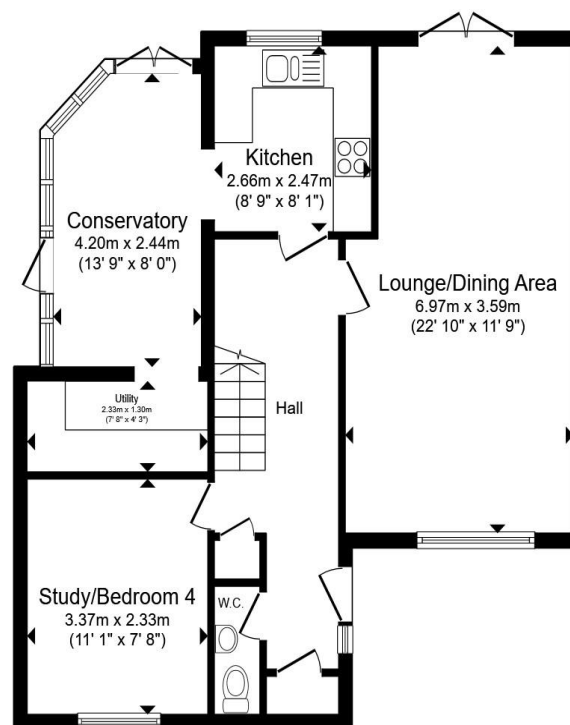 Kitchen
2.66m x 2.47m
(8' 9" x 8' 1")
Conservatory
4.20m x 2.44m
(13' 9" x 8' 0")
Lounge/Dining Area
6.97m x 3.59m
(22' 10" x 11' 9")
Utility
2.33m x 1.30m
(7' 8" x 4' 3")
Hall
Study/Bedroom 4
3.37m x 2.33m
(11' 1" x 7' 8")
W.C.